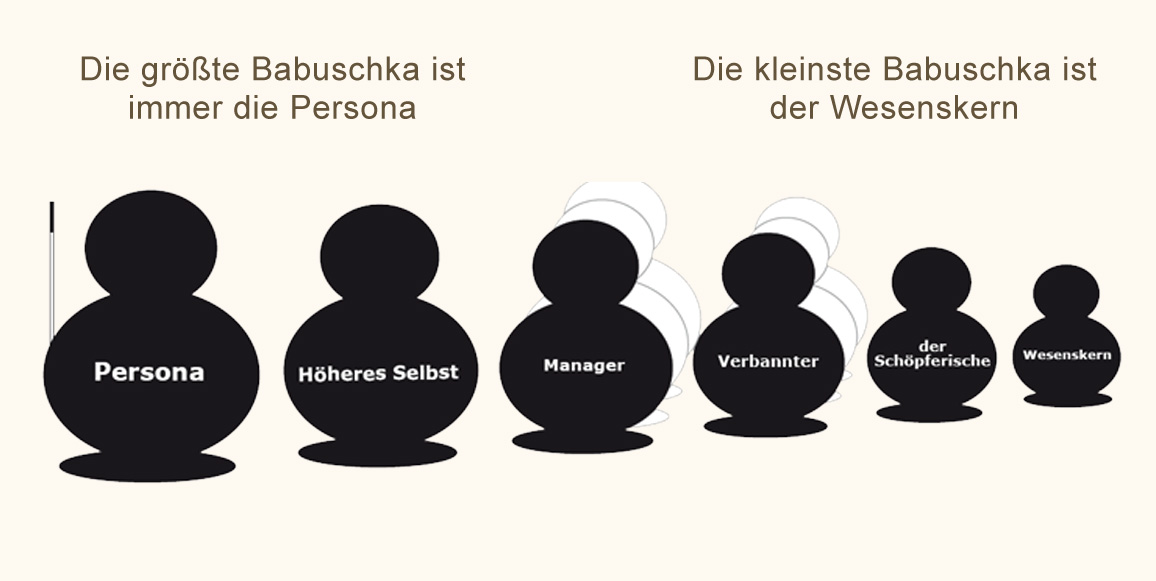 Die größte Babuschka ist
immer die Persona
Die kleinste Babuschka ist
der Wesenskern
Persona
Höheres Selbst
Manager
Verbannter
der
Schöpferische
Wesenskern